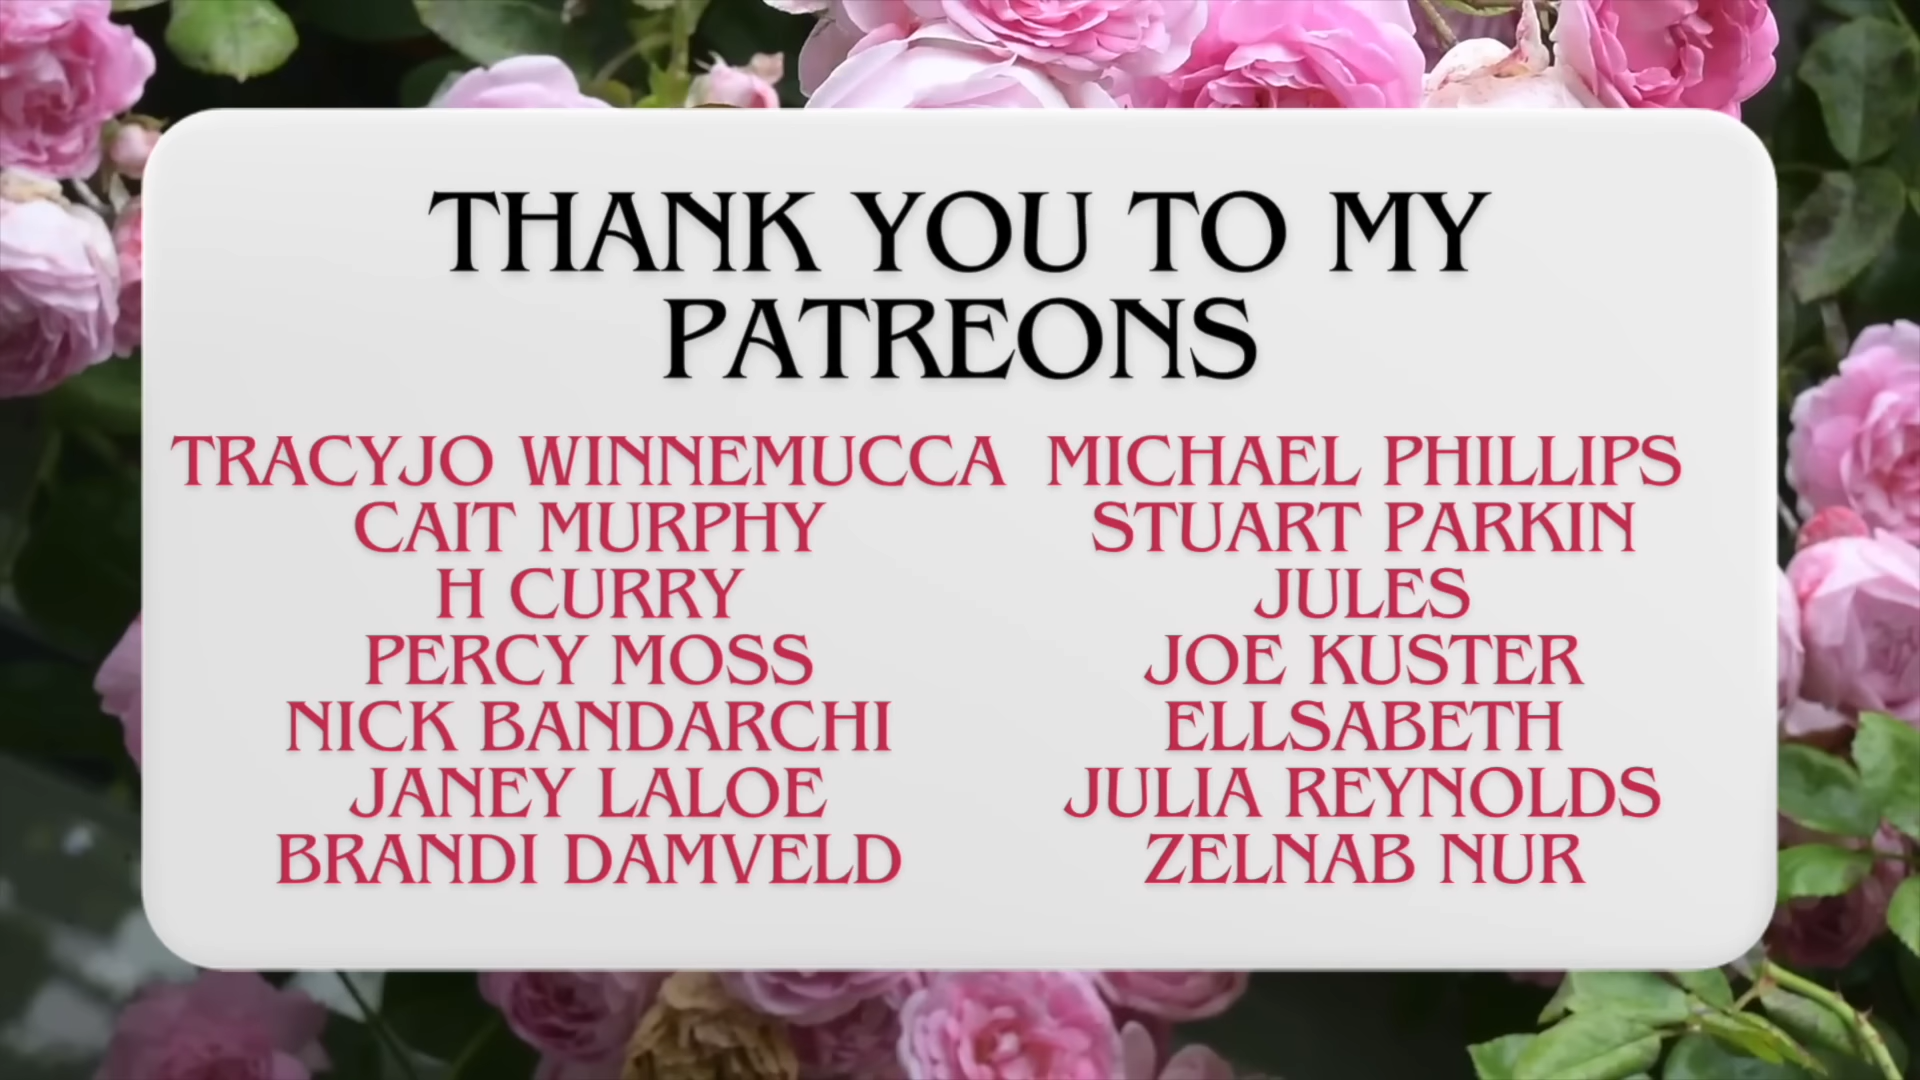 THANK YOU TO MY
PATREONS
TRACYJO WINNEMUCCA
CAIT MURPHY
H CURRY
PERCY MOSS
NICK BANDARCHI
JANEY LALOE
BRANDI DAMVELD
MICHAEL PHILLIPS
STUART PARKIN
JULES
JOE KUSTER
ELLSABETH
JULIA REYNOLDS
ZELNAB NUR